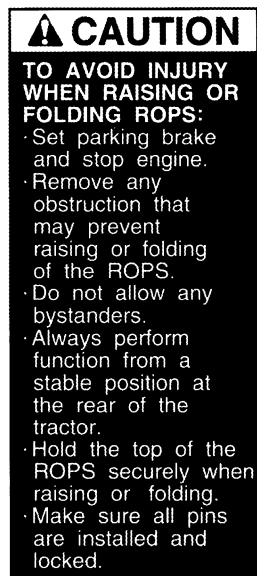 CAUTION
TO AVOID INJURY
WHEN RAISING OR
FOLDING ROPS:
·Set parking brake
and stop engine.
·Remove any
obstruction that
may prevent
raising or folding
of the ROPS.
·Do not allow any
bystanders.
·Always perform
function from a
stable position at
the rear of the
tractor.
·Hold the top of the
ROPS securely when
raising or folding.
·Make sure all pins
are installed and
locked.